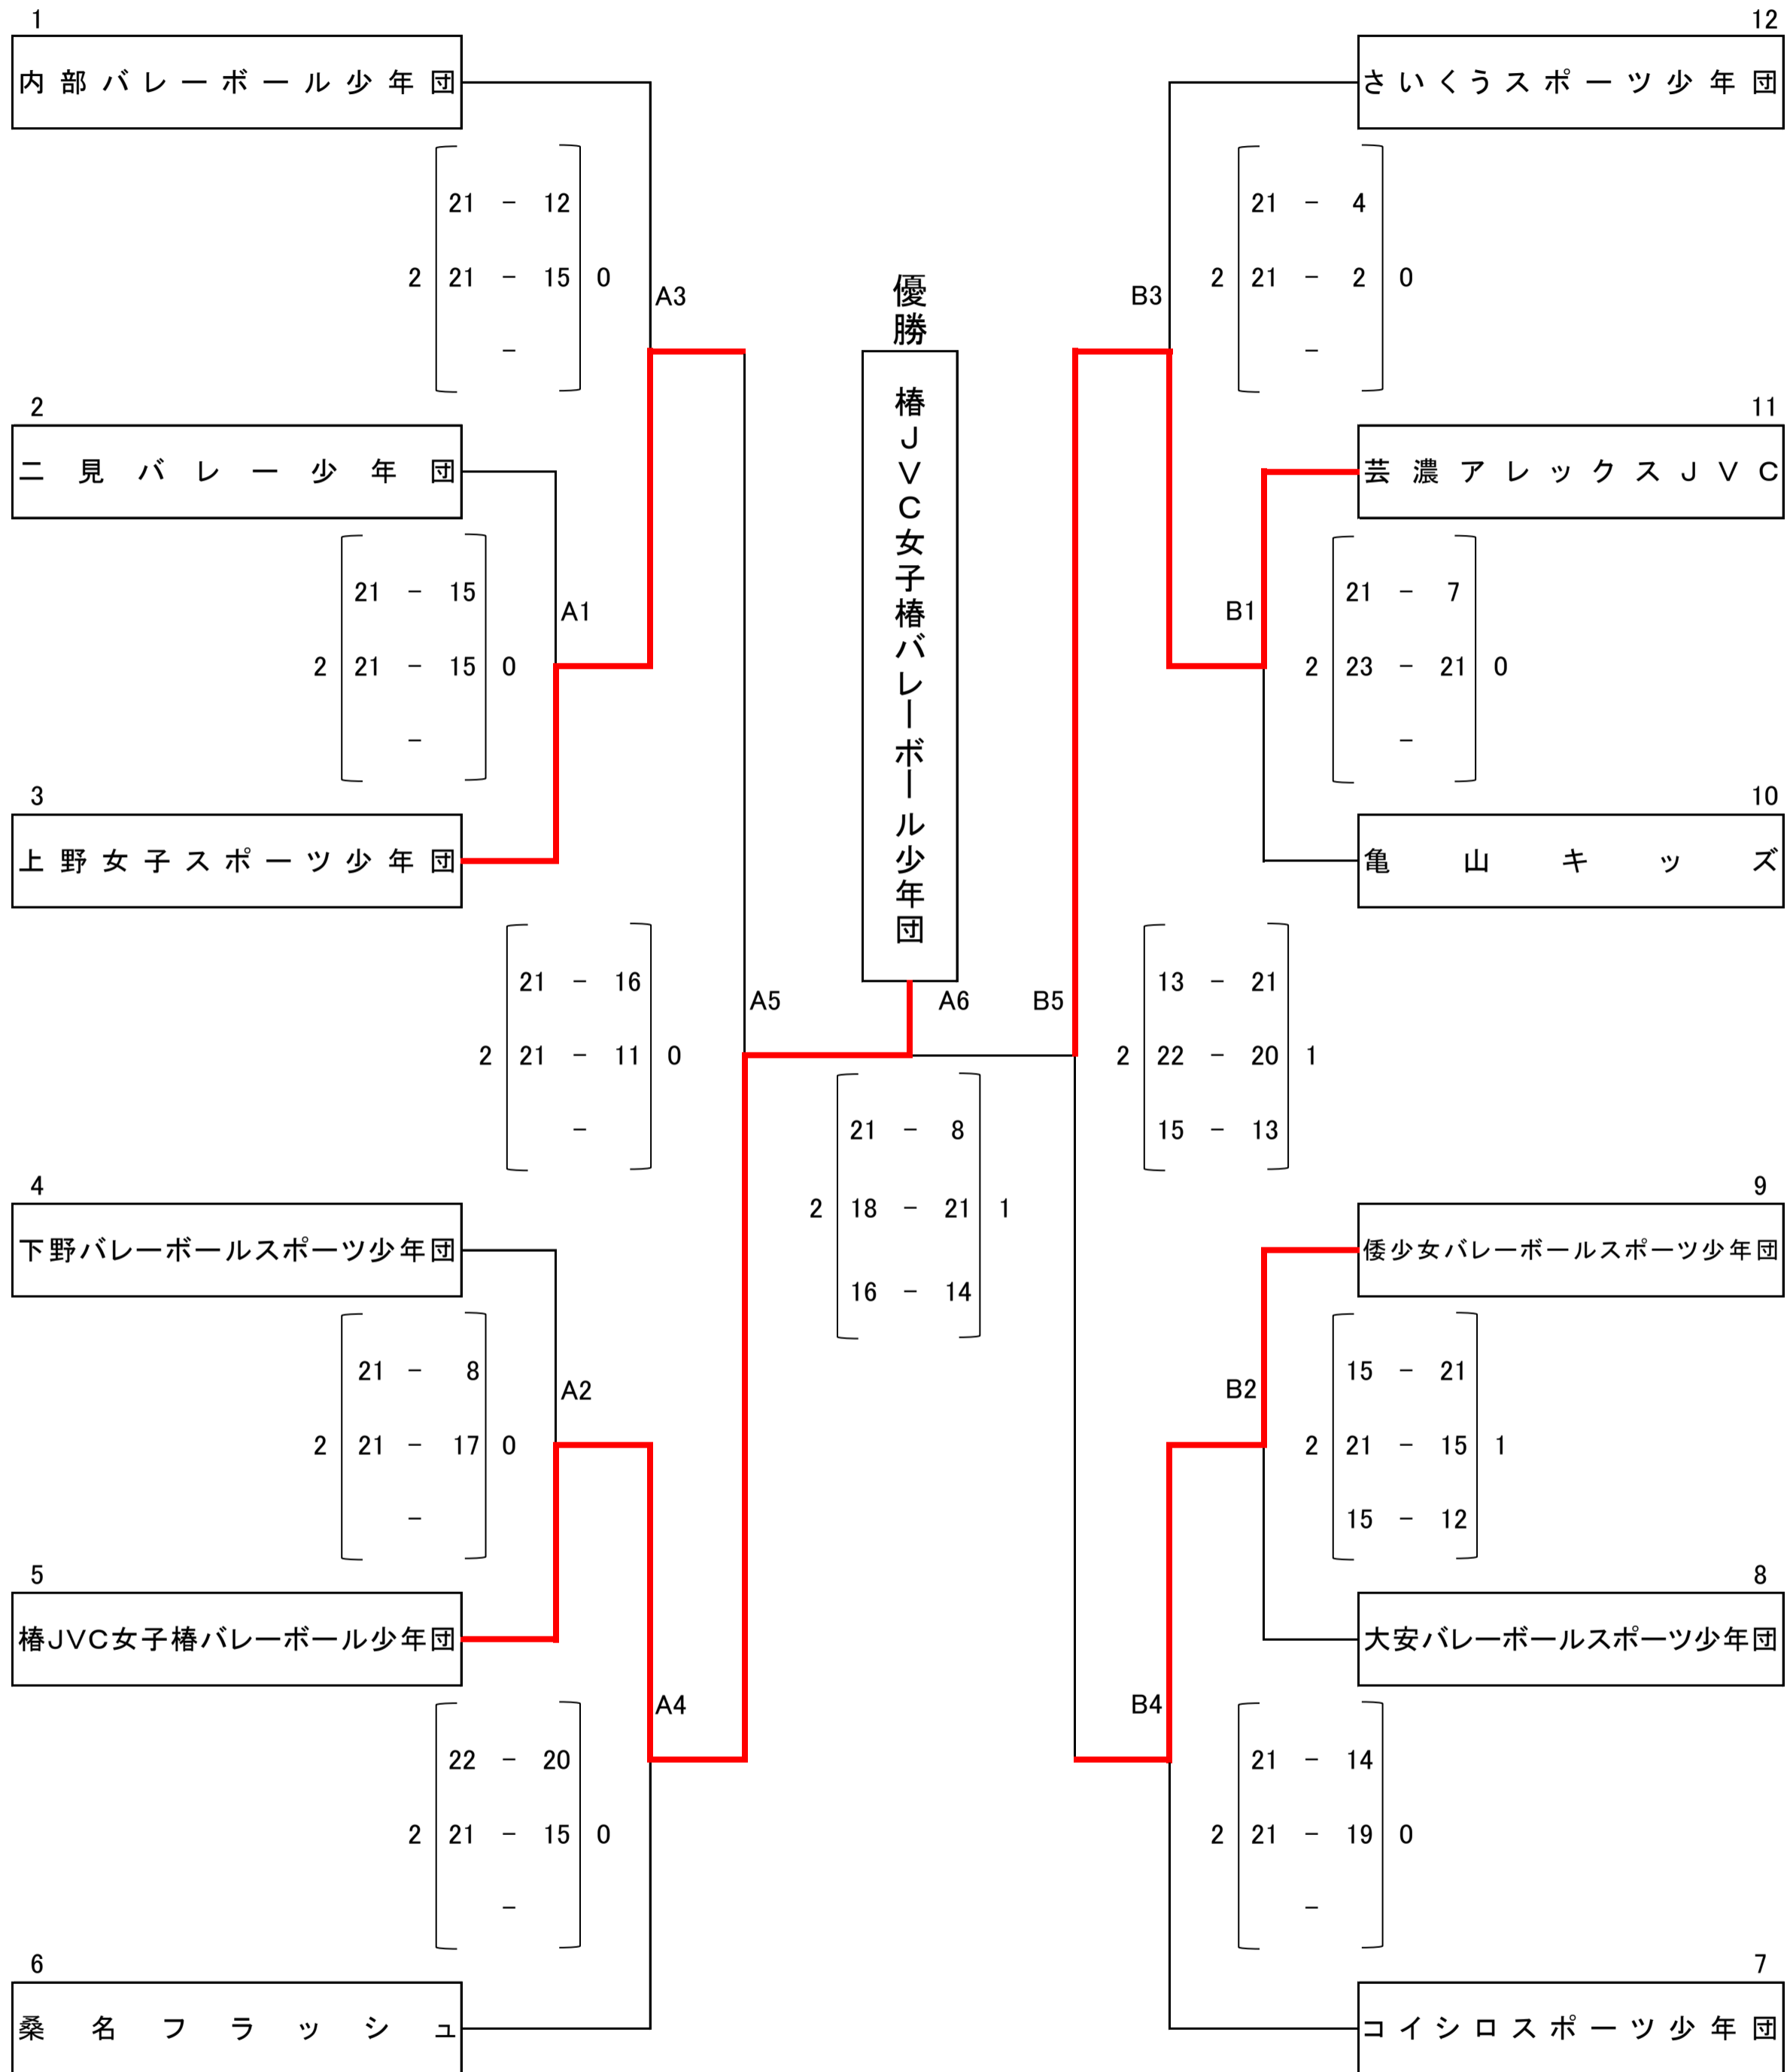 1
12
内部バレーボール少年団
さいくうスポーツ少年団
21 - 12
2 21 - 15 0
-
A3
21 - 4
2 21 - 2 0
-
B3
優勝
椿JVC女子椿バレーボール少年団
2
11
二見バレー少年団
芸濃アレックスJVC
21 - 15
2 21 - 15 0
-
A1
21 - 7
2 23 - 21 0
-
B1
3
10
上野女子スポーツ少年団
亀山キッズ
21 - 16
2 21 - 11 0
-
A5
A6
B5
13 - 21
2 22 - 20 1
15 - 13
21 - 8
2 18 - 21 1
16 - 14
4
9
下野バレーボールスポーツ少年団
倭少女バレーボールスポーツ少年団
21 - 8
2 21 - 17 0
-
A2
15 - 21
2 21 - 15 1
15 - 12
B2
5
8
椿JVC女子椿バレーボール少年団
大安バレーボールスポーツ少年団
22 - 20
2 21 - 15 0
-
A4
21 - 14
2 21 - 19 0
-
B4
6
7
桑名フラッシュ
コイシロスポーツ少年団